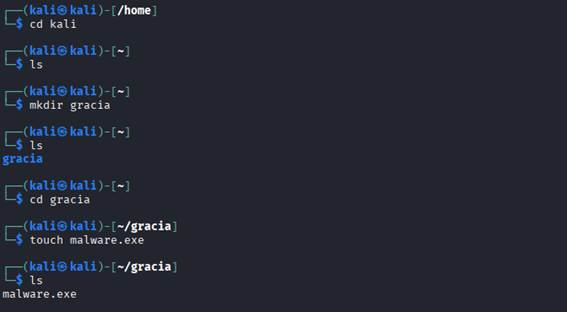 ┌──(kali㉿kali)-[/home]
└─$ cd kali
┌──(kali㉿kali)-[~]
└─$ ls
┌──(kali㉿kali)-[~]
└─$ mkdir gracia
┌──(kali㉿kali)-[~]
└─$ ls
gracia
┌──(kali㉿kali)-[~]
└─$ cd gracia
┌──(kali㉿kali)-[~/gracia]
└─$ touch malware.exe
┌──(kali㉿kali)-[~/gracia]
└─$ ls
malware.exe